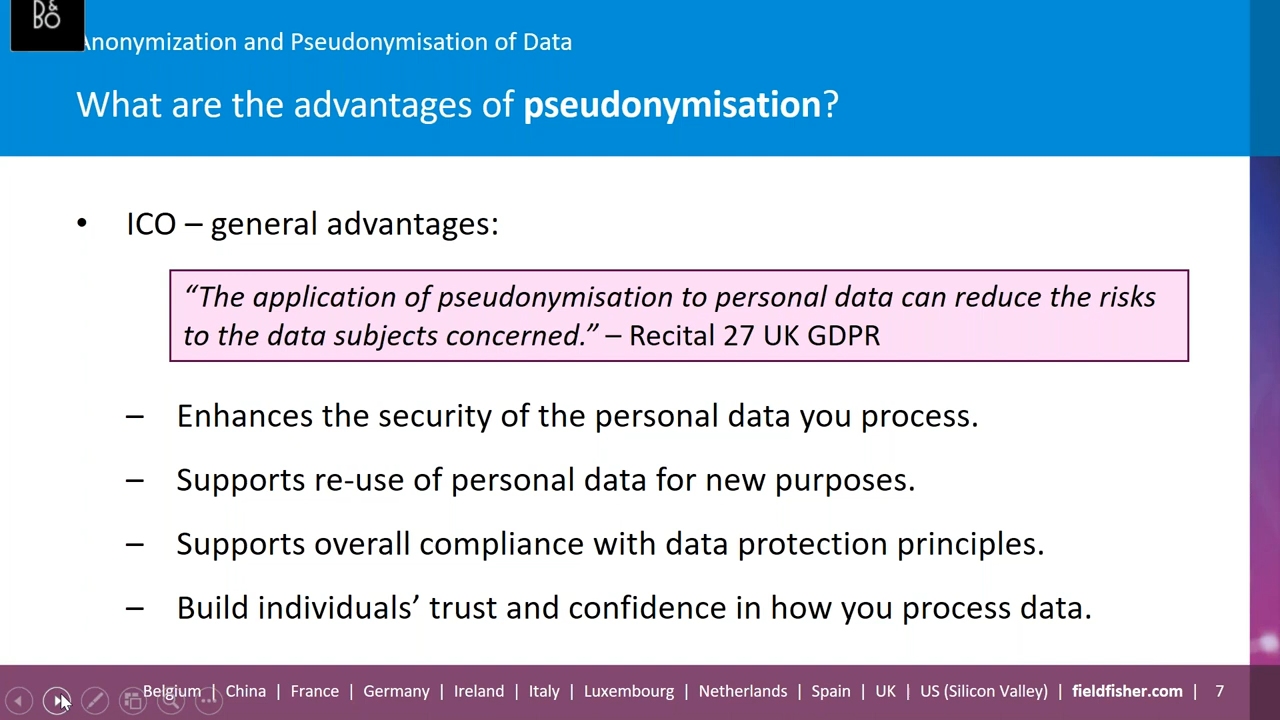 D&
BO
Anonymization and Pseudonymisation of Data
What are the advantages of pseudonymisation?
• ICO – general advantages:
“The application of pseudonymisation to personal data can reduce the risks
to the data subjects concerned.” – Recital 27 UK GDPR
– Enhances the security of the personal data you process.
– Supports re-use of personal data for new purposes.
– Supports overall compliance with data protection principles.
– Build individuals’ trust and confidence in how you process data.
Belgium | China | France | Germany | Ireland | Italy | Luxembourg | Netherlands | Spain | UK | US (Silicon Valley) | fieldfisher.com | 7